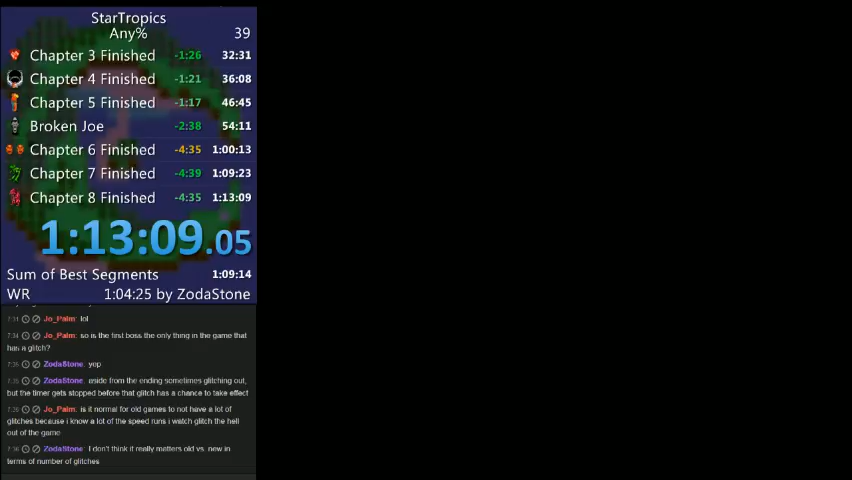 StarTropics
Any% 39
Chapter 3 Finished -1:26 32:31
Chapter 4 Finished -1:21 36:08
Chapter 5 Finished -1:17 46:45
Broken Joe -2:38 54:11
Chapter 6 Finished -4:35 1:00:13
Chapter 7 Finished -4:39 1:09:23
Chapter 8 Finished -4:35 1:13:09
1:13:09.05
Sum of Best Segments 1:09:14
WR 1:04:25 by ZodaStone
Jo_Palm: lol
Jo_Palm: so is the first boss the only thing in the game that
has a glitch?
ZodaStone: yop
ZodaStone: aside from the ending sometimes glitching out,
but the timer gets stopped before that glitch has a chance to take effect
Jo_Palm: is it normal for old games to not have a lot of
glitches because i know a lot of the speed runs i watch glitch the hell
out of the game
ZodaStone: I don't think it really matters old vs. new in
terms of number of glitches